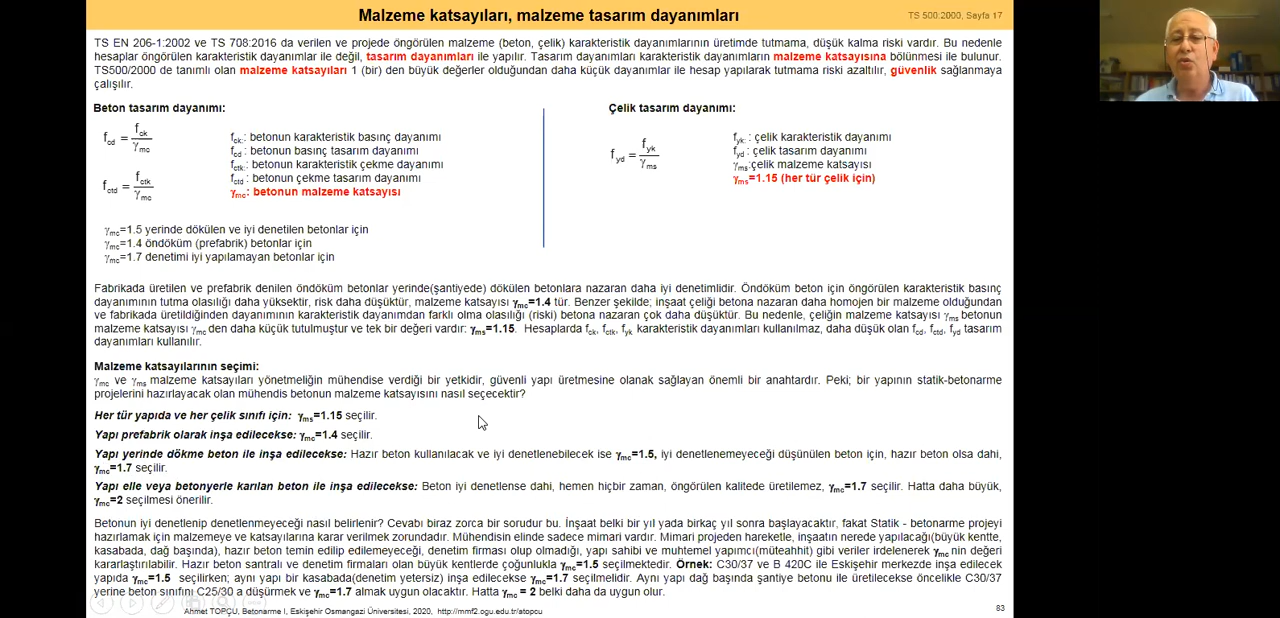 Malzeme katsayıları, malzeme tasarım dayanımları
TS 500:2000, Sayfa 17
TS EN 206-1:2002 ve TS 708:2016 da verilen ve projede öngörülen malzeme (beton, çelik) karakteristik dayanımlarının üretimde tutmama, düşük kalma riski vardır. Bu nedenle
hesaplar öngörülen karakteristik dayanımlar ile değil, tasarım dayanımları ile yapılır. Tasarım dayanımları karakteristik dayanımların malzeme katsayısına bölünmesi ile bulunur.
TS500/2000 de tanımlı olan malzeme katsayıları 1 (bir) den büyük değerler olduğundan daha küçük dayanımlar ile hesap yapılarak tutmama riski azaltılır, güvenlik sağlanmaya
çalışılır.
Beton tasarım dayanımı:
fcd = fck / γmc
fctd = fctk / γmc
fck: betonun karakteristik basınç dayanımı
fcd: betonun basınç tasarım dayanımı
fctk: betonun karakteristik çekme dayanımı
fctd: betonun çekme tasarım dayanımı
γmc: betonun malzeme katsayısı
γmc=1.5 yerinde dökülen ve iyi denetilen betonlar için
γmc=1.4 öndöküm (prefabrik) betonlar için
γmc=1.7 denetimi iyi yapılamayan betonlar için
Çelik tasarım dayanımı:
fyd = fyk / γms
fyk: çelik karakteristik dayanımı
fyd: çelik tasarım dayanımı
γms:çelik malzeme katsayısı
γms=1.15 (her tür çelik için)
Fabrikada üretilen ve prefabrik denilen öndöküm betonlar yerinde(şantiyede) dökülen betonlara nazaran daha iyi denetimlidir. Öndöküm beton için öngörülen karakteristik basınç
dayanımının tutma olasılığı daha yüksektir, risk daha düşüktür, malzeme katsayısı γmc=1.4 tür. Benzer şekilde; inşaat çeliği betona nazaran daha homojen bir malzeme olduğundan
ve fabrikada üretildiğinden dayanımının karakteristik dayanımdan farklı olma olasılığı (riski) betona nazaran çok daha düşüktür. Bu nedenle, çeliğin malzeme katsayısı γms betonun
malzeme katsayısı γmc den daha küçük tutulmuştur ve tek bir değeri vardır: γms=1.15. Hesaplarda fck, fctk, fyk karakteristik dayanımları kullanılmaz, daha düşük olan fcd, fctd, fyd tasarım
dayanımları kullanılır.
Malzeme katsayılarının seçimi:
γmc ve γms malzeme katsayıları yönetmeliğin mühendise verdiği bir yetkidir, güvenli yapı üretmesine olanak sağlayan önemli bir anahtardır. Peki; bir yapının statik-betonarme
projelerini hazırlayacak olan mühendis betonun malzeme katsayısını nasıl seçecektir?
Her tür yapıda ve her çelik sınıfı için: γms=1.15 seçilir.
Yapı prefabrik olarak inşa edilecekse: γmc=1.4 seçilir.
Yapı yerinde dökme beton ile inşa edilecekse: Hazır beton kullanılacak ve iyi denetlenebilecek ise γmc=1.5, iyi denetlenemeyeceği düşünülen beton için, hazır beton olsa dahi,
γmc=1.7 seçilir.
Yapı elle veya betonyerle karılan beton ile inşa edilecekse: Beton iyi denetlense dahi, hemen hiçbir zaman, öngörülen kalitede üretilemez, γmc=1.7 seçilir. Hatta daha büyük,
γmc=2 seçilmesi önerilir.
Betonun iyi denetlenip denetlenmeyeceği nasıl belirlenir? Cevabı biraz zorca bir sorudur bu. İnşaat belki bir yıl yada birkaç yıl sonra başlayacaktır, fakat Statik - betonarme projeyi
hazırlamak için malzemeye ve katsayılarına karar verilmek zorundadır. Mühendisin elinde sadece mimari vardır. Mimari projeden hareketle, inşaatın nerede yapılacağı(büyük kentte,
kasabada, dağ başında), hazır beton temin edilip edilemeyeceği, denetim firması olup olmadığı, yapı sahibi ve muhtemel yapımcı(müteahhit) gibi veriler irdelenerek γmc nin değeri
kararlaştırılabilir. Hazır beton santralı ve denetim firmaları olan büyük kentlerde çoğunlukla γmc=1.5 seçilmektedir. Örnek: C30/37 ve B 420C ile Eskişehir merkezde inşa edilecek
yapıda γmc=1.5 seçilirken; aynı yapı bir kasabada(denetim yetersiz) inşa edilecekse γmc=1.7 seçilmelidir. Aynı yapı dağ başında şantiye betonu ile üretilecekse öncelikle C30/37
yerine beton sınıfını C25/30 a düşürmek ve γmc=1.7 almak uygun olacaktır. Hatta γmc = 2 belki daha da uygun olur.
Ahmet TOPÇU, Betonarme I, Eskişehir Osmangazi Üniversitesi, 2020, http://mmf2.ogu.edu.tr/atopcu
83